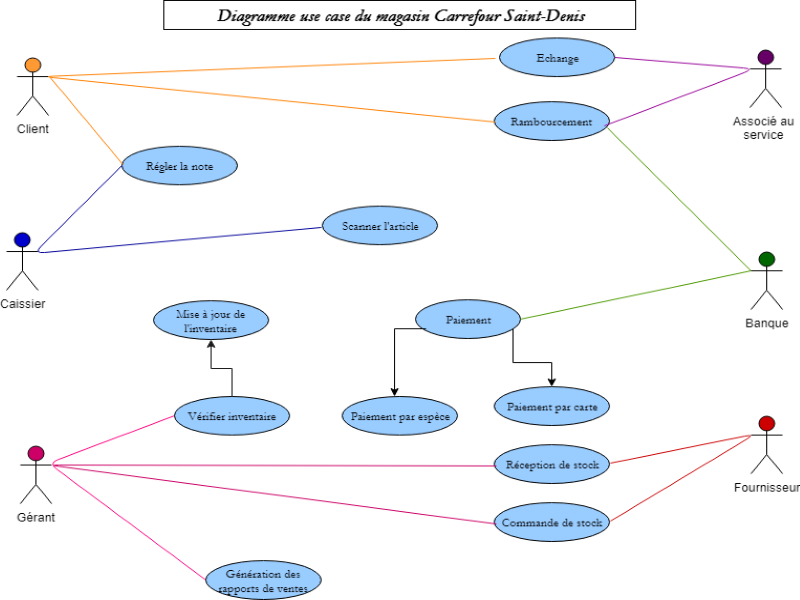 Diagramme use case du magasin Carrefour Saint-Denis
Echange
Client
Associé au
service
Rambourcement
Régler la note
Scanner l'article
Caissier
Mise à jour de
l'inventaire
Paiement
Banque
Vérifier inventaire
Paiement par espèce
Paiement par carte
Réception de stock
Fournisseur
Gérant
Commande de stock
Génération des
rapports de ventes